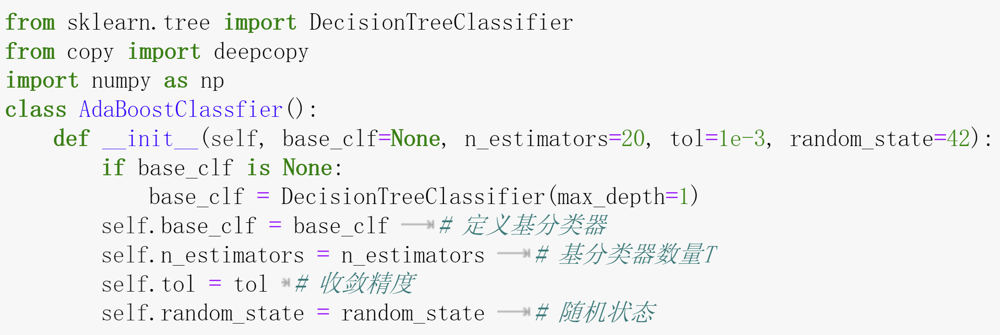 from sklearn.tree import DecisionTreeClassifier
from copy import deepcopy
import numpy as np
class AdaBoostClassfier():
    def __init__(self, base_clf=None, n_estimators=20, tol=1e-3, random_state=42):
        if base_clf is None:
            base_clf = DecisionTreeClassifier(max_depth=1)
        self.base_clf = base_clf # 定义基分类器
        self.n_estimators = n_estimators # 基分类器数量T
        self.tol = tol # 收敛精度
        self.random_state = random_state # 随机状态